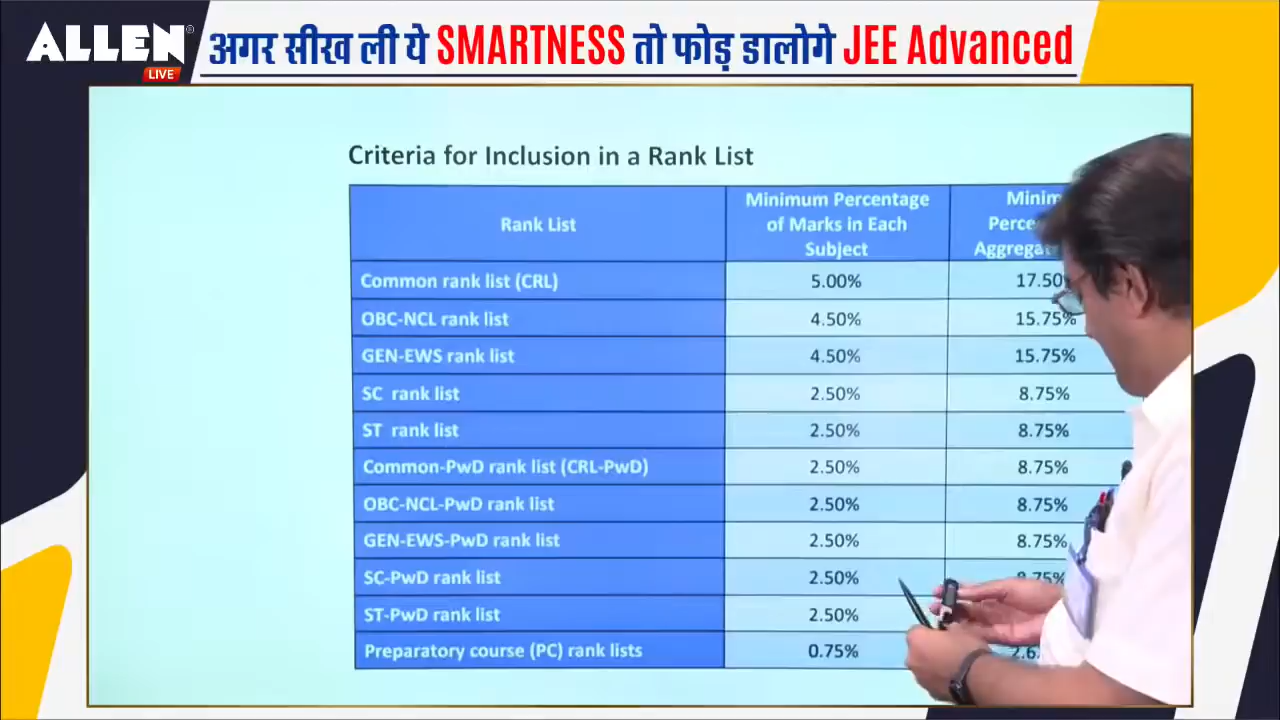 ALLEN®
LIVE
अगर सीख ली ये SMARTNESS तो फोड़ डालोगे JEE Advanced
Criteria for Inclusion in a Rank List
Rank List
Minimum Percentage
of Marks in Each
Subject
Common rank list (CRL) 5.00% 17.50
OBC-NCL rank list 4.50% 15.75%
GEN-EWS rank list 4.50% 15.75%
SC rank list 2.50% 8.75%
ST rank list 2.50% 8.75%
Common-PwD rank list (CRL-PwD) 2.50% 8.75%
OBC-NCL-PwD rank list 2.50% 8.75%
GEN-EWS-PwD rank list 2.50% 8.75%
SC-PwD rank list 2.50% 8.75%
ST-PwD rank list 2.50%
Preparatory course (PC) rank lists 0.75%